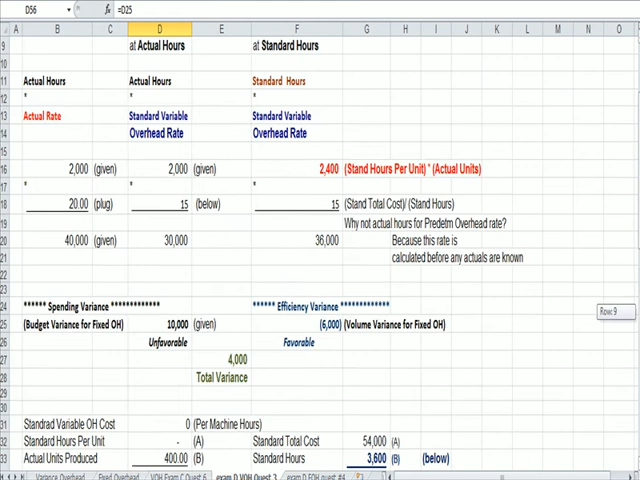 D56 fx =D25
A B C D E F G H I J K L M N O
9 at Actual Hours at Standard Hours
10
11 Actual Hours Actual Hours Standard Hours
12 * * *
13 Actual Rate Standard Variable Standard Variable
14 Overhead Rate Overhead Rate
15
16 2,000 (given) 2,000 (given) 2,400 (Stand Hours Per Unit) * (Actual Units)
17 * * *
18 20.00 (plug) 15 (below) 15 (Stand Total Cost)/ (Stand Hours)
19 Why not actual hours for Predetm Overhead rate?
20 40,000 (given) 30,000 36,000 Because this rate is
21 calculated before any actuals are known
22
23
24 ****** Spending Variance ************* ****** Efficiency Variance *************
25 (Budget Variance for Fixed OH) 10,000 (given) (6,000) (Volume Variance for Fixed OH)
26 Unfavorable Favorable
27 4,000
28 Total Variance
29
30
31 Standrad Variable OH Cost 0 (Per Machine Hours)
32 Standard Hours Per Unit - (A) Standard Total Cost 54,000 (A)
33 Actual Units Produced 400.00 (B) Standard Hours 3,600 (B) (below)
Row: 9
Variance Overhead Fixed Overhead VOH Exam C Quest 6 exam D VOH Quest 3 exam D FOH quest #4